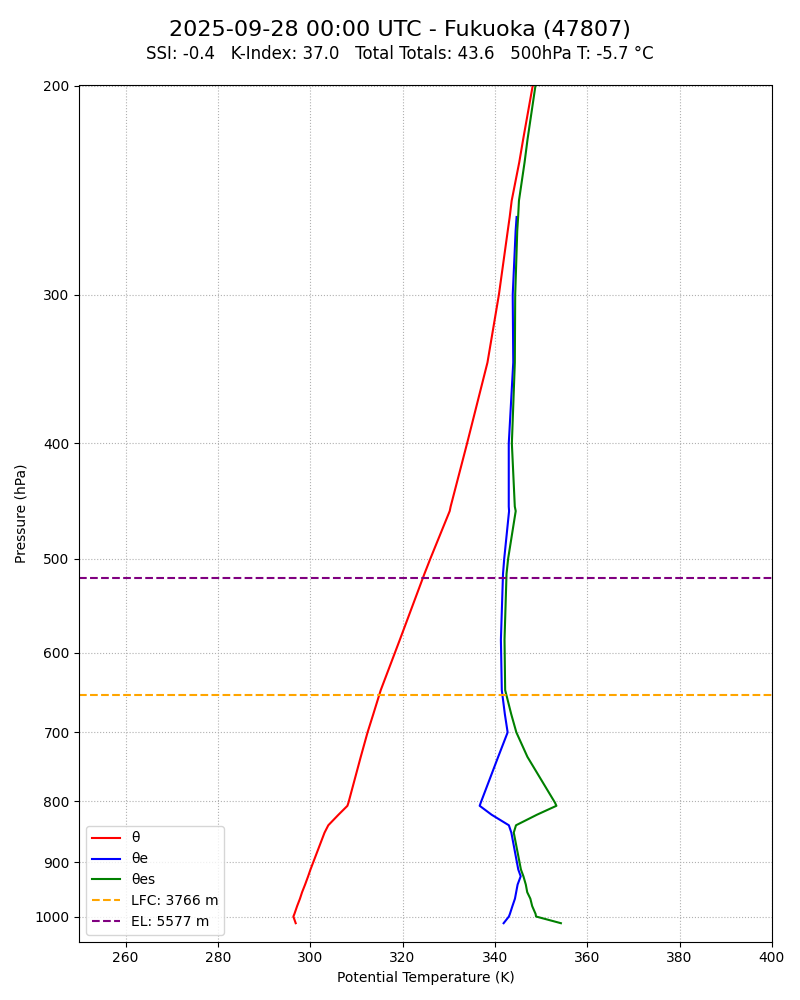 2025-09-28 00:00 UTC - Fukuoka (47807)
SSI: -0.4 K-Index: 37.0 Total Totals: 43.6 500hPa T: -5.7 °C
200
300
400
500
600
700
800
900
1000
Pressure (hPa)
θ
θe
θes
LFC: 3766 m
EL: 5577 m
260 280 300 320 340 360 380 400
Potential Temperature (K)